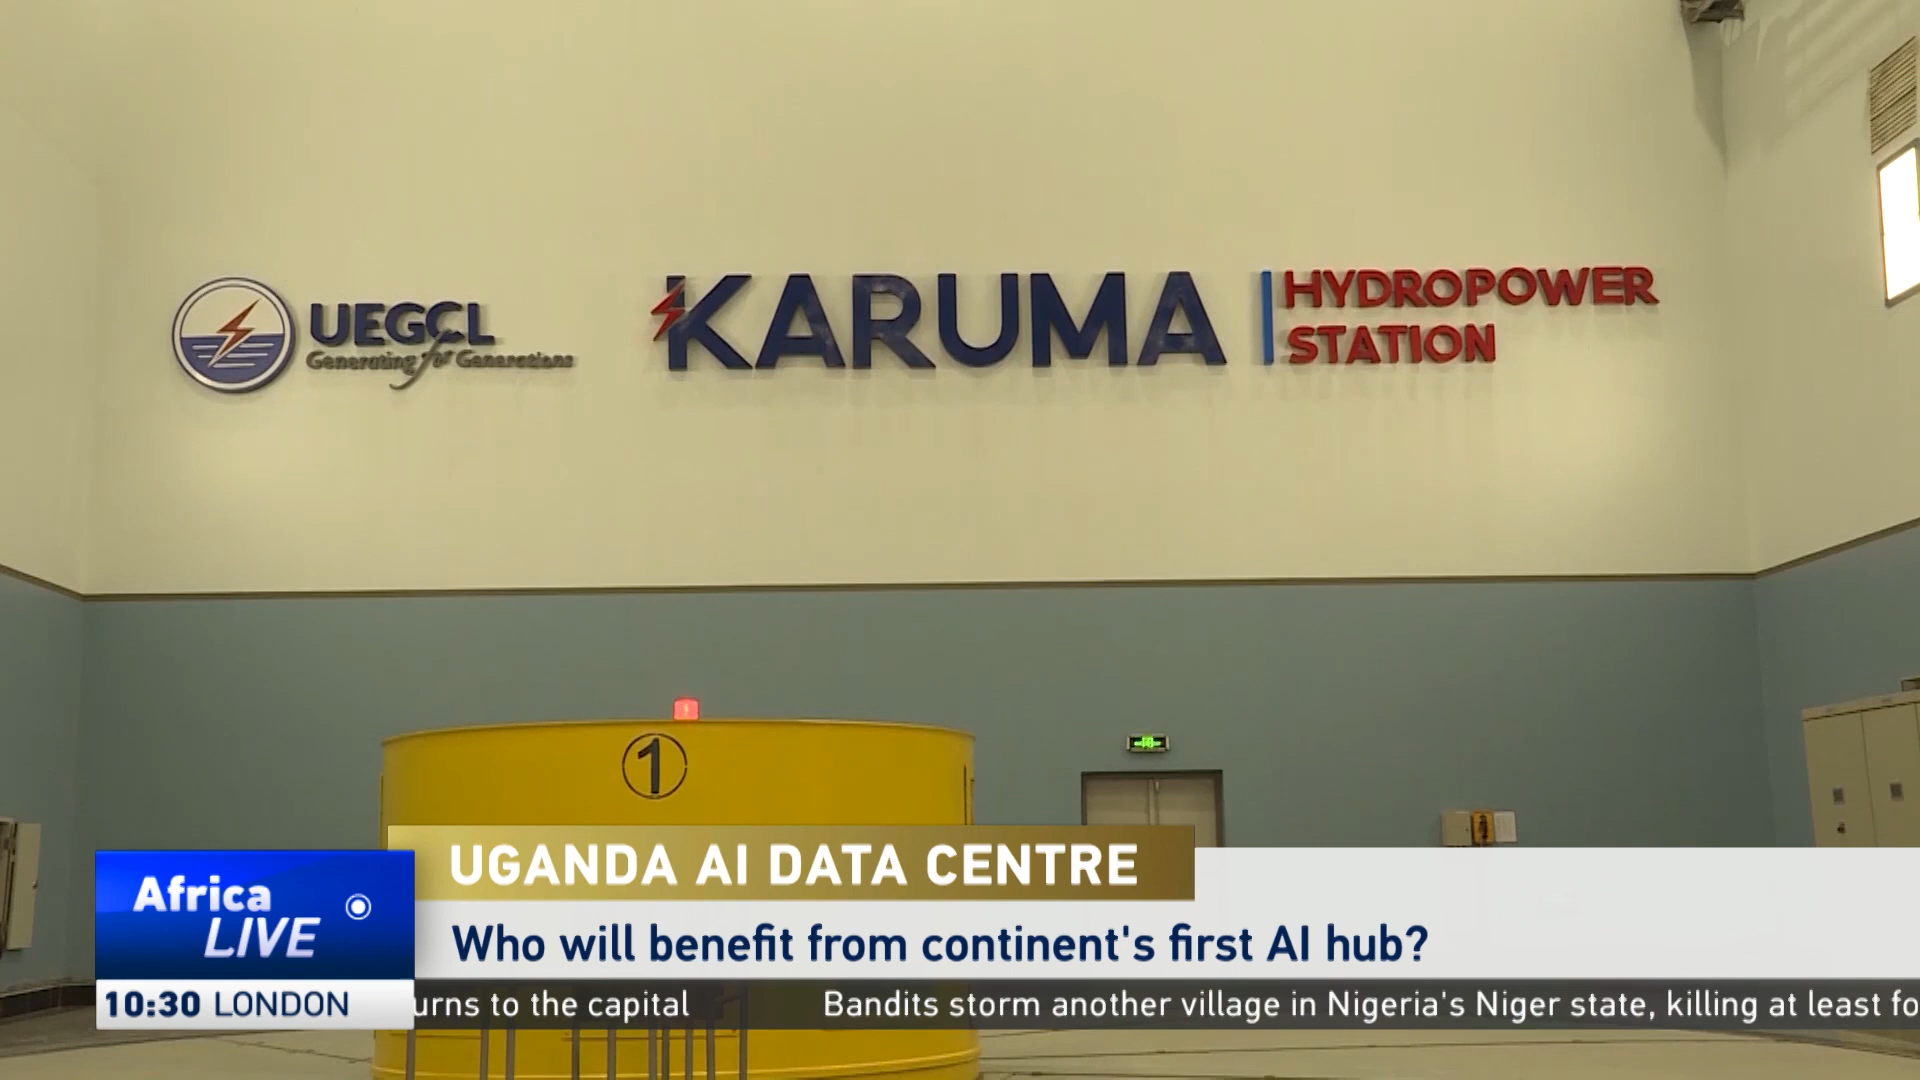 UEGCL
Generating for Generations
KARUMA
HYDROPOWER
STATION
1
UGANDA AI DATA CENTRE
Africa
LIVE
Who will benefit from continent's first AI hub?
10:30 LONDON
urns to the capital
Bandits storm another village in Nigeria's Niger state, killing at least fo